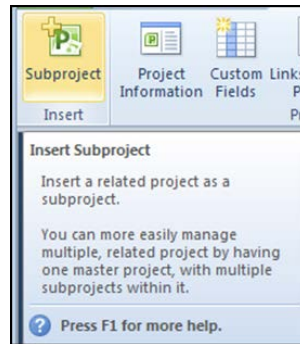 Subproject
Project Information
Custom Fields
Links
Insert
Insert Subproject
Insert a related project as a
subproject.
You can more easily manage
multiple, related project by having
one master project, with multiple
subprojects within it.
Press F1 for more help.